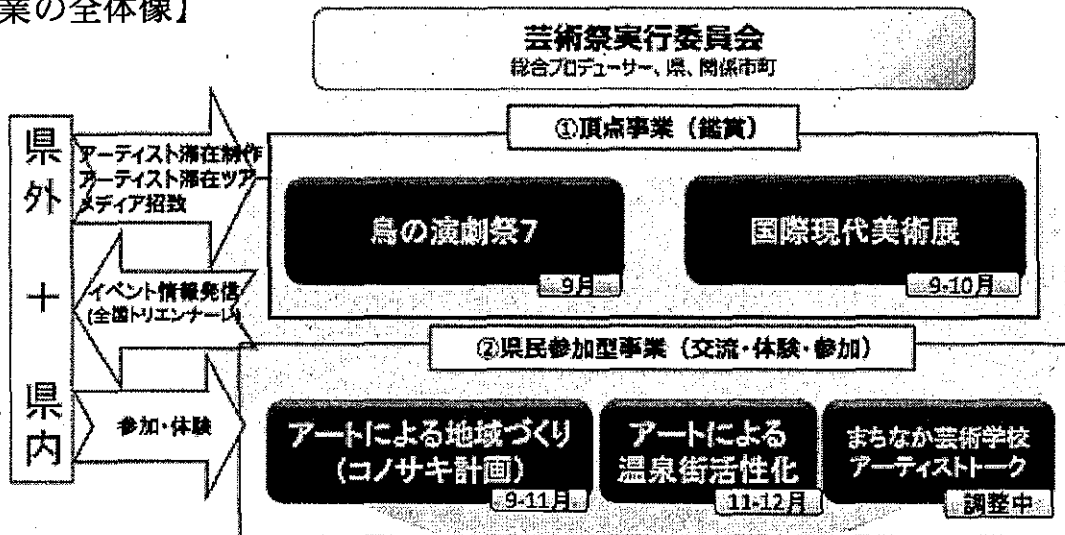 業の全体像】
芸術祭実行委員会
総合プロデューサー、県、関係市町
県外
＋
県内
アーティスト滞在制作
アーティスト滞在ツアー
メディア招致
イベント情報発信
(全国トリエンナーレ)
参加・体験
①頂点事業（鑑賞）
鳥の演劇祭7
9月
国際現代美術展
9-10月
②県民参加型事業（交流・体験・参加）
アートによる地域づくり
(コノサキ計画)
9-11月
アートによる
温泉街活性化
11-12月
まちなか芸術学校
アーティストトーク
調整中